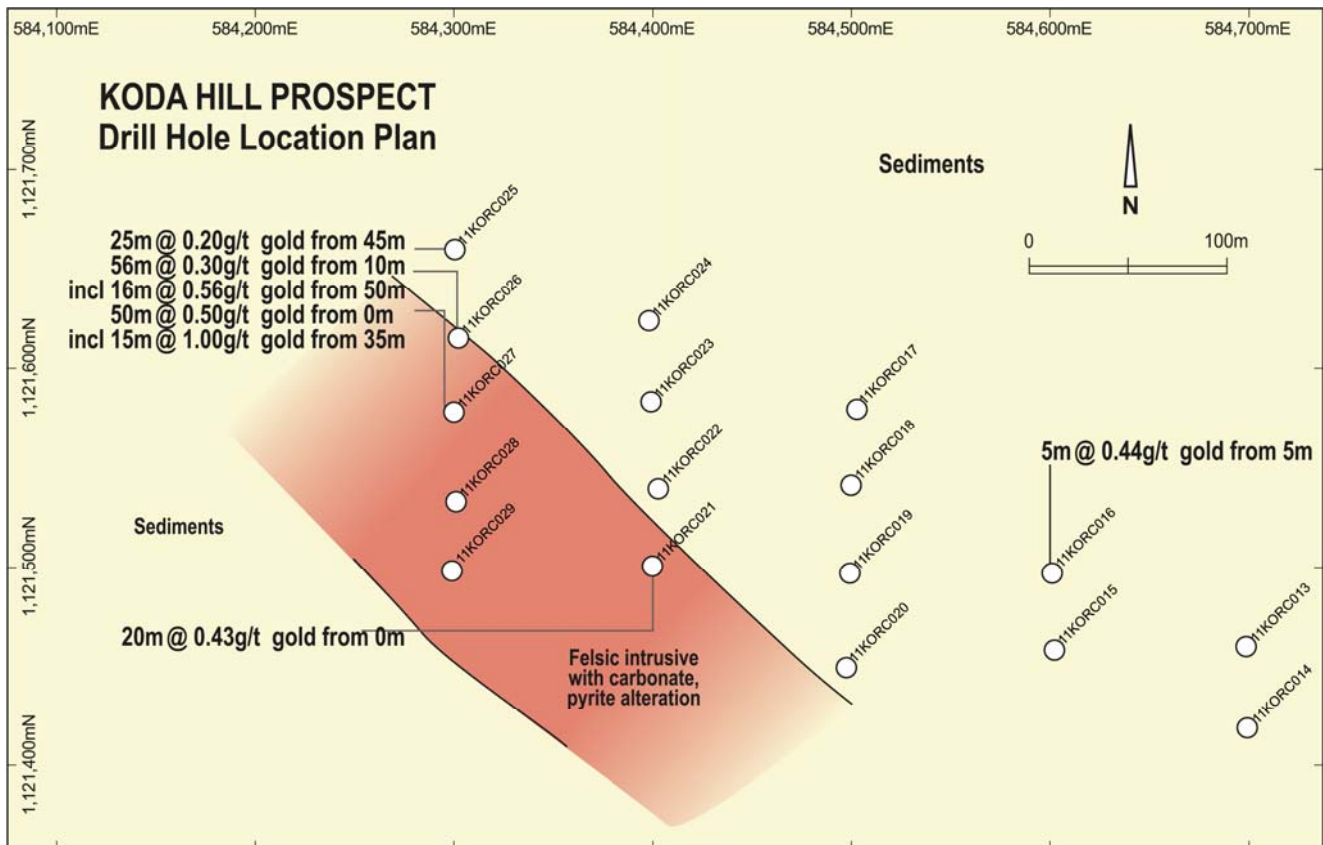 584,100mE
584,200mE
584,300mE
584,400mE
584,500mE
584,600mE
584,700mE
KODA HILL PROSPECT
Drill Hole Location Plan
1,121,700mN
1,121,600mN
1,121,500mN
1,121,400mN
Sediments
N
0 100m
25m @ 0.20g/t gold from 45m
56m @ 0.30g/t gold from 10m
incl 16m @ 0.56g/t gold from 50m
50m @ 0.50g/t gold from 0m
incl 15m @ 1.00g/t gold from 35m
11KORC025
11KORC026
11KORC027
11KORC028
11KORC029
11KORC024
11KORC023
11KORC022
11KORC021
11KORC017
11KORC018
11KORC019
11KORC020
5m @ 0.44g/t gold from 5m
11KORC016
11KORC015
11KORC013
11KORC014
Sediments
20m @ 0.43g/t gold from 0m
Felsic intrusive
with carbonate,
pyrite alteration